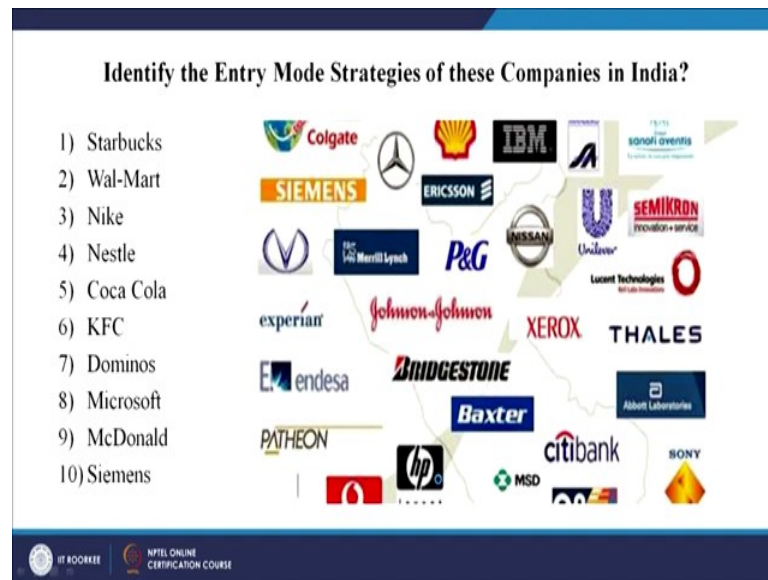 Identify the Entry Mode Strategies of these Companies in India?
1) Starbucks
2) Wal-Mart
3) Nike
4) Nestle
5) Coca Cola
6) KFC
7) Dominos
8) Microsoft
9) McDonald
10) Siemens
Colgate
IBM
sanofi aventis
SIEMENS
ERICSSON
NISSAN
Unilever
SEMIKRON
innovation + service
Merrill Lynch
P&G
Lucent Technologies
Bell Labs Innovations
experian
Johnson & Johnson
XEROX
THALES
endesa
BRIDGESTONE
Abbott Laboratories
Baxter
PATHEON
citibank
SONY
hp
MSD
IIT ROORKEE
NPTEL ONLINE
CERTIFICATION COURSE